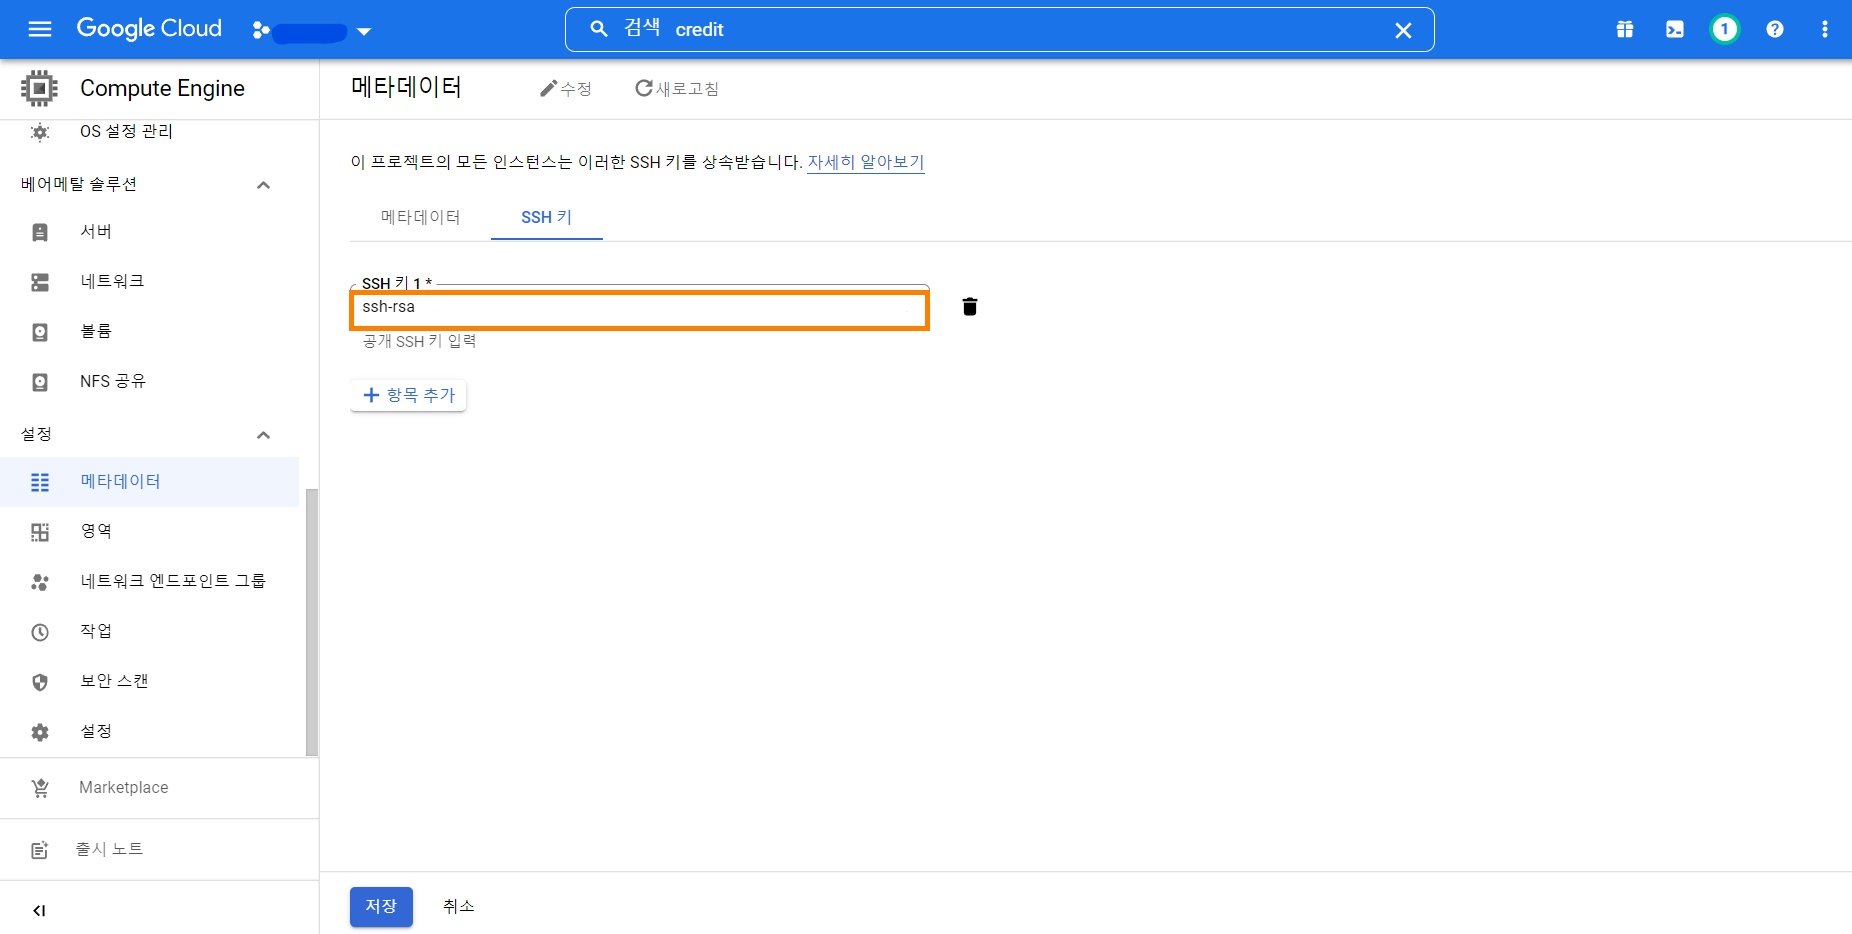 Google Cloud
검색 credit
1
Compute Engine
메타데이터
수정
새로고침
OS 설정 관리
베어메탈 솔루션
서버
네트워크
볼륨
NFS 공유
설정
메타데이터
영역
네트워크 엔드포인트 그룹
작업
보안 스캔
설정
Marketplace
출시 노트
이 프로젝트의 모든 인스턴스는 이러한 SSH 키를 상속받습니다. 자세히 알아보기
메타데이터
SSH 키
SSH 키 1 *
ssh-rsa
공개 SSH 키 입력
+ 항목 추가
저장
취소